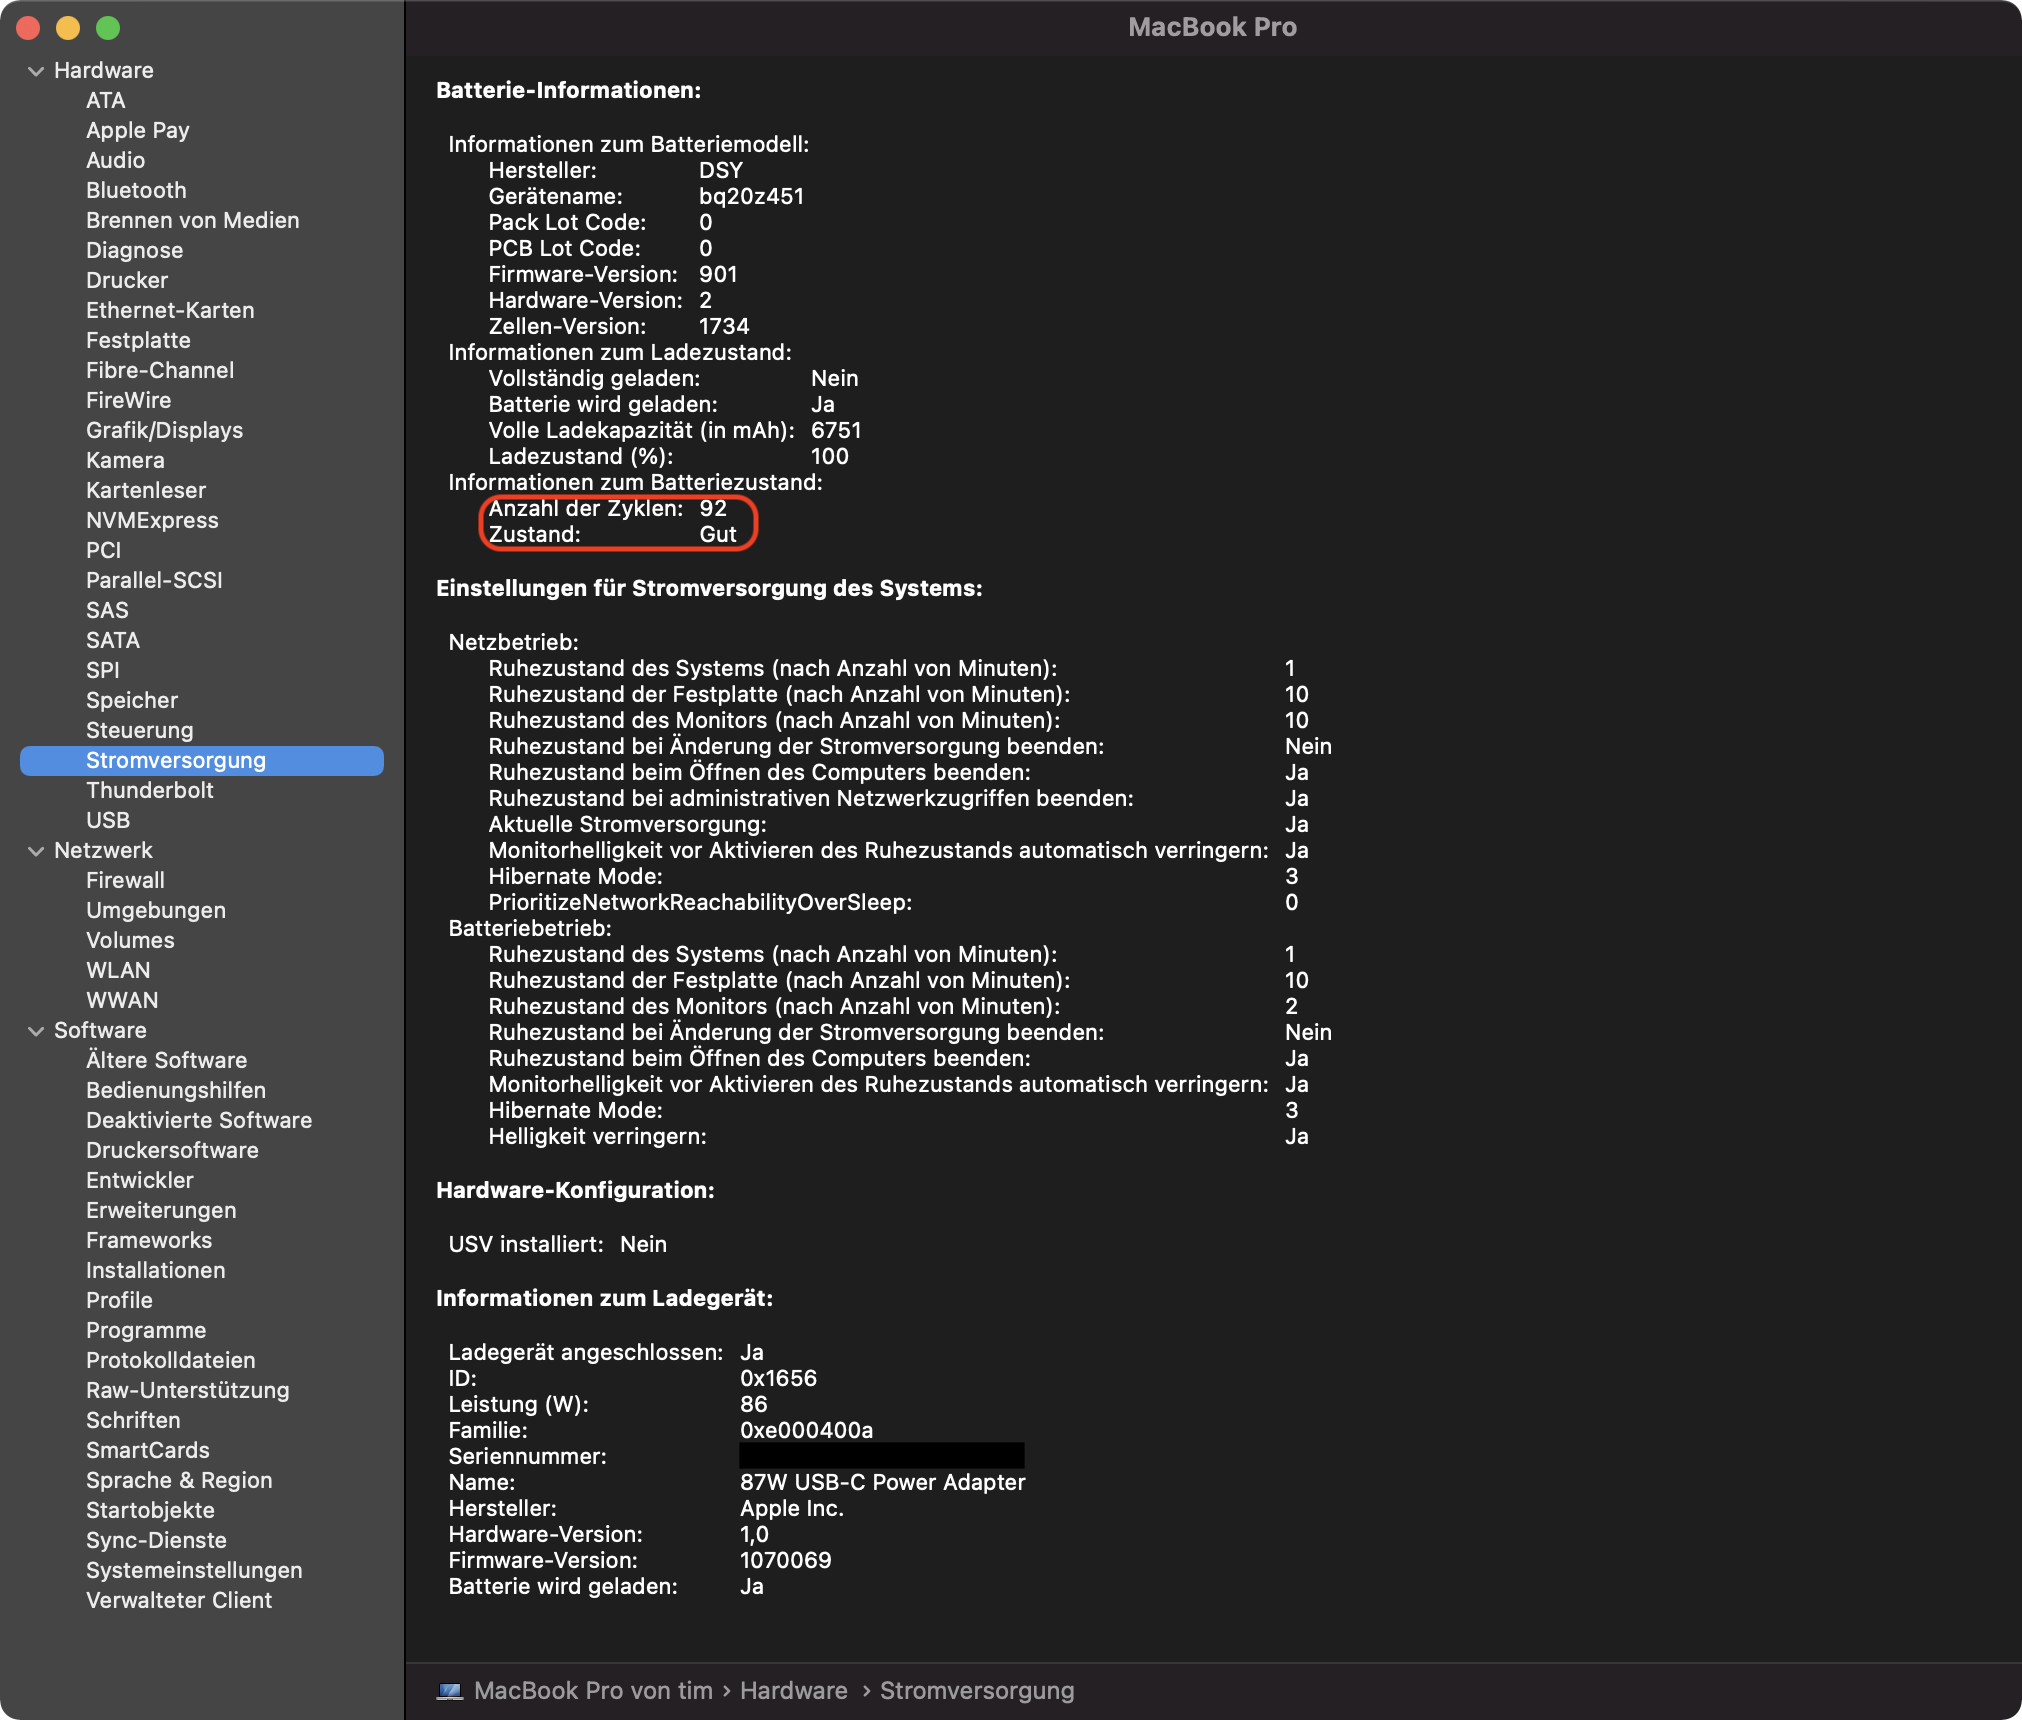 MacBook Pro
Hardware
ATA
Apple Pay
Audio
Bluetooth
Brennen von Medien
Diagnose
Drucker
Ethernet-Karten
Festplatte
Fibre-Channel
FireWire
Grafik/Displays
Kamera
Kartenleser
NVMExpress
PCI
Parallel-SCSI
SAS
SATA
SPI
Speicher
Steuerung
Stromversorgung
Thunderbolt
USB
Netzwerk
Firewall
Umgebungen
Volumes
WLAN
WWAN
Software
Ältere Software
Bedienungshilfen
Deaktivierte Software
Druckersoftware
Entwickler
Erweiterungen
Frameworks
Installationen
Profile
Programme
Protokolldateien
Raw-Unterstützung
Schriften
SmartCards
Sprache & Region
Startobjekte
Sync-Dienste
Systemeinstellungen
Verwalteter Client
Batterie-Informationen:
Informationen zum Batteriemodell:
Hersteller: DSY
Gerätename: bq20z451
Pack Lot Code: 0
PCB Lot Code: 0
Firmware-Version: 901
Hardware-Version: 2
Zellen-Version: 1734
Informationen zum Ladezustand:
Vollständig geladen: Nein
Batterie wird geladen: Ja
Volle Ladekapazität (in mAh): 6751
Ladezustand (%): 100
Informationen zum Batteriezustand:
Anzahl der Zyklen: 92
Zustand: Gut
Einstellungen für Stromversorgung des Systems:
Netzbetrieb:
Ruhezustand des Systems (nach Anzahl von Minuten): 1
Ruhezustand der Festplatte (nach Anzahl von Minuten): 10
Ruhezustand des Monitors (nach Anzahl von Minuten): 10
Ruhezustand bei Änderung der Stromversorgung beenden: Nein
Ruhezustand beim Öffnen des Computers beenden: Ja
Ruhezustand bei administrativen Netzwerkzugriffen beenden: Ja
Aktuelle Stromversorgung: Ja
Monitorhelligkeit vor Aktivieren des Ruhezustands automatisch verringern: Ja
Hibernate Mode: 3
PrioritizeNetworkReachabilityOverSleep: 0
Batteriebetrieb:
Ruhezustand des Systems (nach Anzahl von Minuten): 1
Ruhezustand der Festplatte (nach Anzahl von Minuten): 10
Ruhezustand des Monitors (nach Anzahl von Minuten): 2
Ruhezustand bei Änderung der Stromversorgung beenden: Nein
Ruhezustand beim Öffnen des Computers beenden: Ja
Monitorhelligkeit vor Aktivieren des Ruhezustands automatisch verringern: Ja
Hibernate Mode: 3
Helligkeit verringern: Ja
Hardware-Konfiguration:
USV installiert: Nein
Informationen zum Ladegerät:
Ladegerät angeschlossen: Ja
ID: 0x1656
Leistung (W): 86
Familie: 0xe000400a
Seriennummer:
Name: 87W USB-C Power Adapter
Hersteller: Apple Inc.
Hardware-Version: 1,0
Firmware-Version: 1070069
Batterie wird geladen: Ja
MacBook Pro von tim › Hardware › Stromversorgung